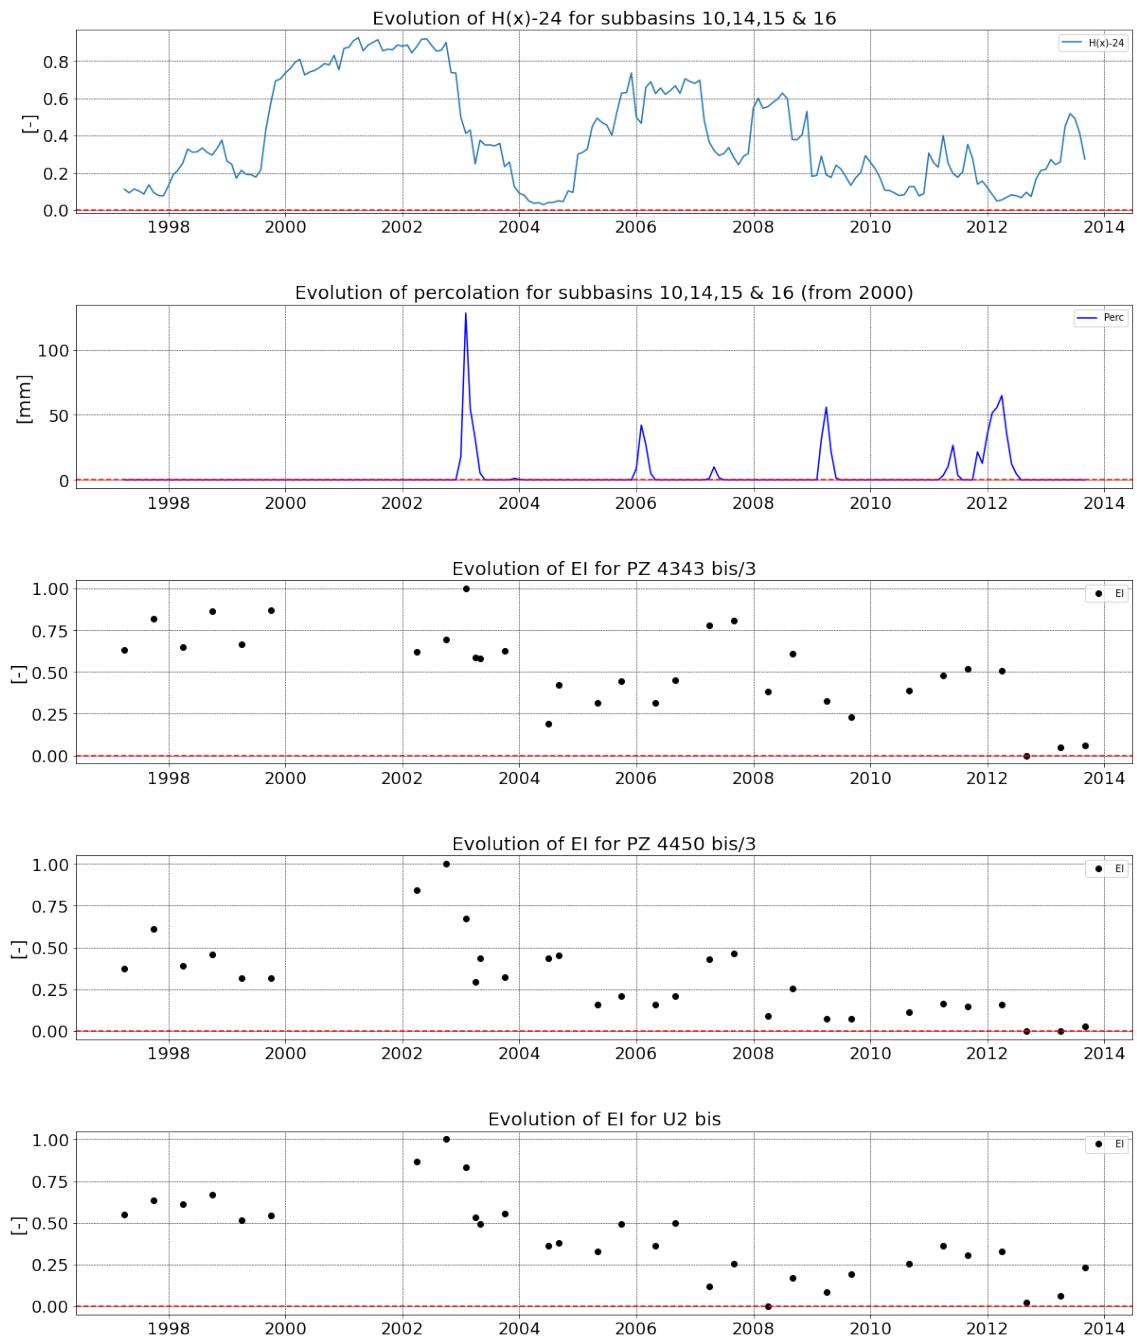 Evolution of H(x)-24 for subbasins 10,14,15 & 16
H(x)-24
0.8
0.6
0.4
0.2
0.0
[-]
1998 2000 2002 2004 2006 2008 2010 2012 2014
Evolution of percolation for subbasins 10,14,15 & 16 (from 2000)
Perc
100
50
0
[mm]
1998 2000 2002 2004 2006 2008 2010 2012 2014
Evolution of EI for PZ 4343 bis/3
EI
1.00
0.75
0.50
0.25
0.00
[-]
1998 2000 2002 2004 2006 2008 2010 2012 2014
Evolution of EI for PZ 4450 bis/3
EI
1.00
0.75
0.50
0.25
0.00
[-]
1998 2000 2002 2004 2006 2008 2010 2012 2014
Evolution of EI for U2 bis
EI
1.00
0.75
0.50
0.25
0.00
[-]
1998 2000 2002 2004 2006 2008 2010 2012 2014